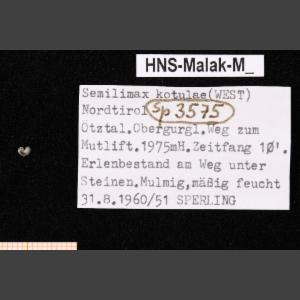 HNS-Malak-M_
Semilimax kotulae(WEST)
Nordtirol Sp 3575
Ötztal.Obergurgl.Weg zum
Mutlift.1975mH.Zeitfang 10'.
Erlenbestand am Weg unter
Steinen.Mulmig,mäßig feucht
31.8.1960/51 SPERLING